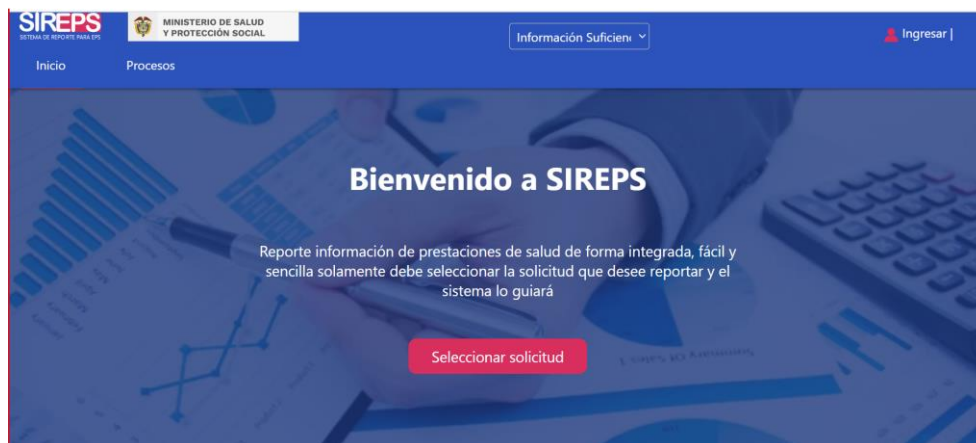 SIREPS
SISTEMA DE REPORTE PARA EPS
MINISTERIO DE SALUD
Y PROTECCIÓN SOCIAL
Información Suficien
Ingresar |
Inicio
Procesos
Bienvenido a SIREPS
Reporte información de prestaciones de salud de forma integrada, fácil y
sencilla solamente debe seleccionar la solicitud que desee reportar y el
sistema lo guiará
Seleccionar solicitud